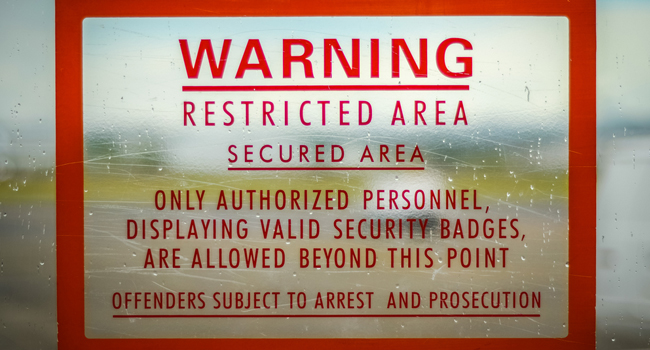 WARNING
RESTRICTED AREA
SECURED AREA
ONLY AUTHORIZED PERSONNEL,
DISPLAYING VALID SECURITY BADGES,
ARE ALLOWED BEYOND THIS POINT
OFFENDERS SUBJECT TO ARREST AND PROSECUTION